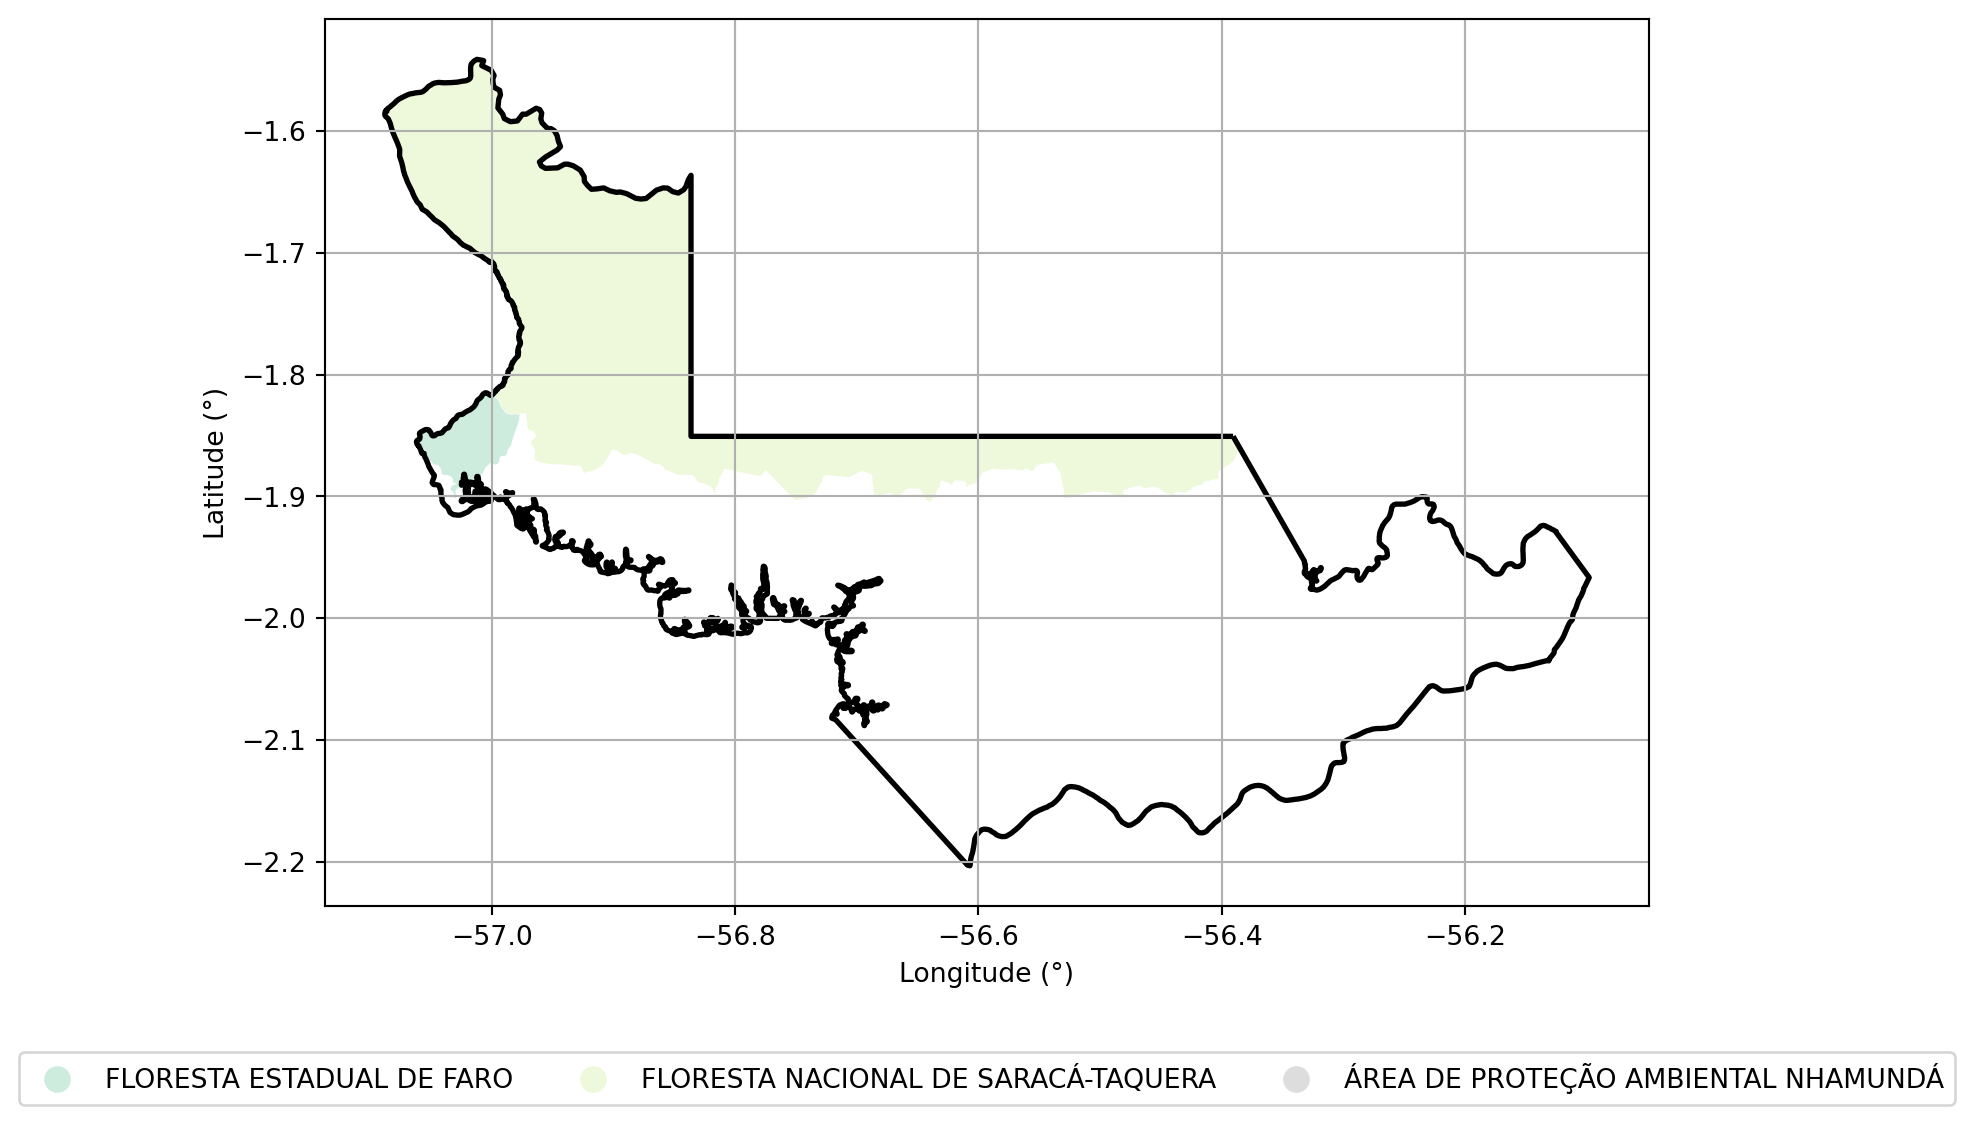 −1.6
−1.7
−1.8
−1.9
−2.0
−2.1
−2.2
Latitude (°)
−57.0 −56.8 −56.6 −56.4 −56.2
Longitude (°)
FLORESTA ESTADUAL DE FARO FLORESTA NACIONAL DE SARACÁ-TAQUERA ÁREA DE PROTEÇÃO AMBIENTAL NHAMUNDÁ